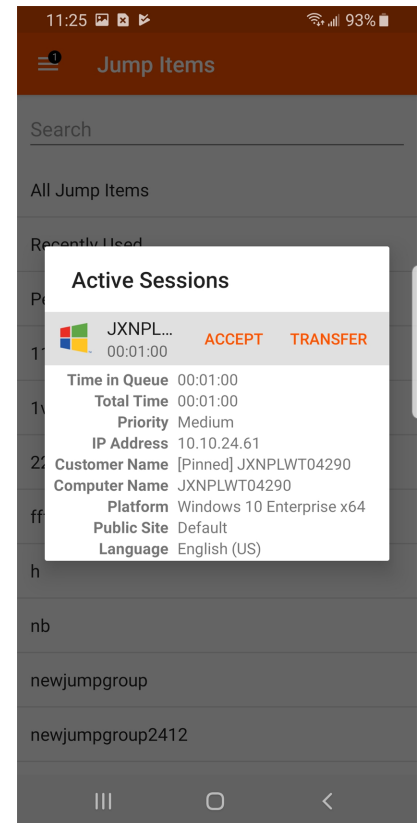 11:25 93%
1
Jump Items
Search
All Jump Items
Recently Used
Pe
Active Sessions
JXNPL... ACCEPT TRANSFER
00:01:00
Time in Queue 00:01:00
Total Time 00:01:00
Priority Medium
IP Address 10.10.24.61
Customer Name [Pinned] JXNPLWT04290
Computer Name JXNPLWT04290
Platform Windows 10 Enterprise x64
Public Site Default
Language English (US)
h
nb
newjumpgroup
newjumpgroup2412